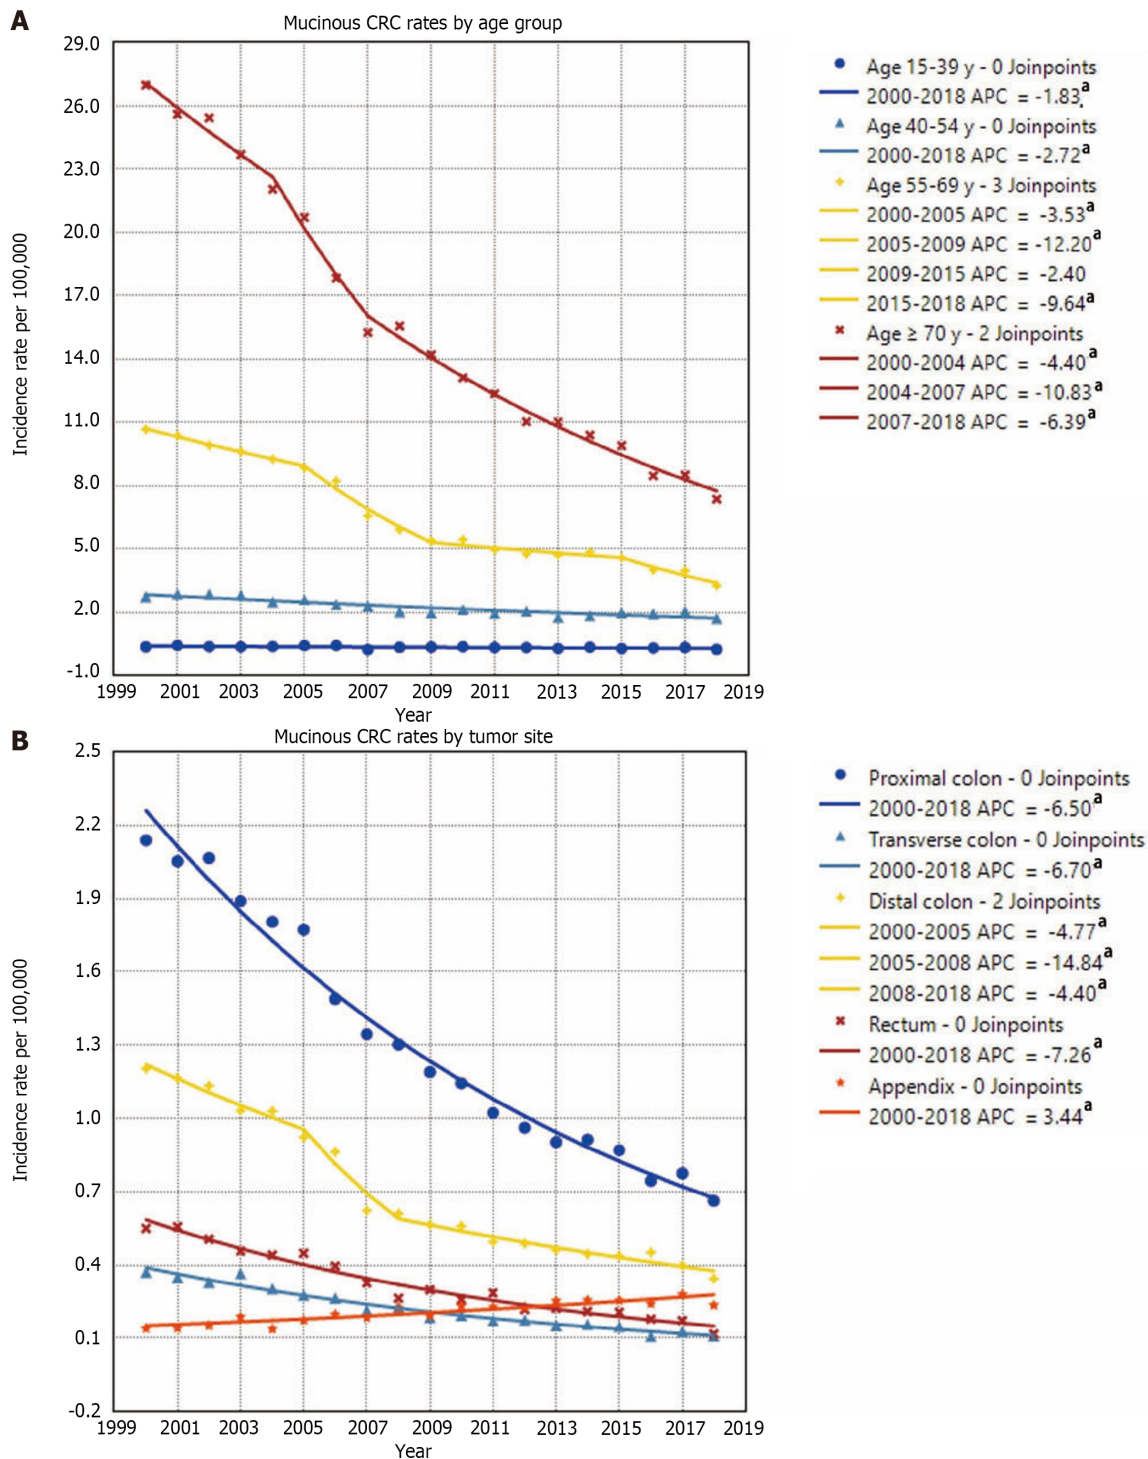 A
Mucinous CRC rates by age group
29.0
26.0
23.0
20.0
17.0
14.0
11.0
8.0
5.0
2.0
-1.0
Incidence rate per 100,000
1999 2001 2003 2005 2007 2009 2011 2013 2015 2017 2019
Year
Age 15-39 y - 0 Joinpoints
2000-2018 APC = -1.83a
Age 40-54 y - 0 Joinpoints
2000-2018 APC = -2.72a
Age 55-69 y - 3 Joinpoints
2000-2005 APC = -3.53a
2005-2009 APC = -12.20a
2009-2015 APC = -2.40
2015-2018 APC = -9.64a
Age ≥ 70 y - 2 Joinpoints
2000-2004 APC = -4.40a
2004-2007 APC = -10.83a
2007-2018 APC = -6.39a
B
Mucinous CRC rates by tumor site
2.5
2.2
1.9
1.6
1.3
1.0
0.7
0.4
0.1
-0.2
Incidence rate per 100,000
1999 2001 2003 2005 2007 2009 2011 2013 2015 2017 2019
Year
Proximal colon - 0 Joinpoints
2000-2018 APC = -6.50a
Transverse colon - 0 Joinpoints
2000-2018 APC = -6.70a
Distal colon - 2 Joinpoints
2000-2005 APC = -4.77a
2005-2008 APC = -14.84a
2008-2018 APC = -4.40a
Rectum - 0 Joinpoints
2000-2018 APC = -7.26a
Appendix - 0 Joinpoints
2000-2018 APC = 3.44a